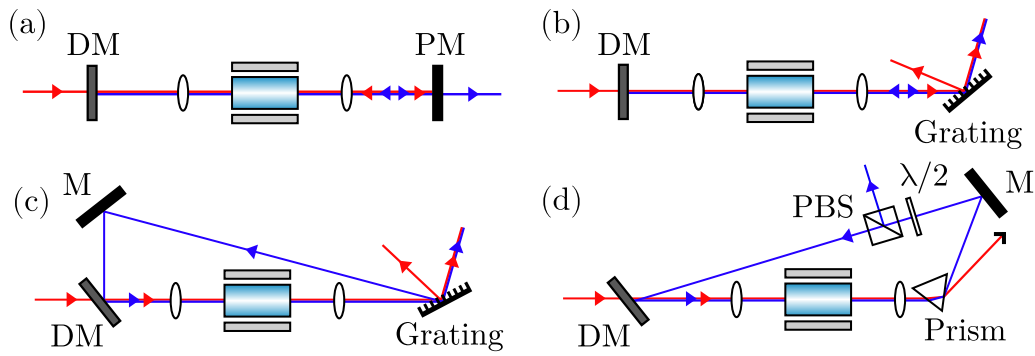 (a)
DM
PM
(b)
DM
Grating
(c)
M
DM
Grating
(d)
PBS
λ/2
M
DM
Prism